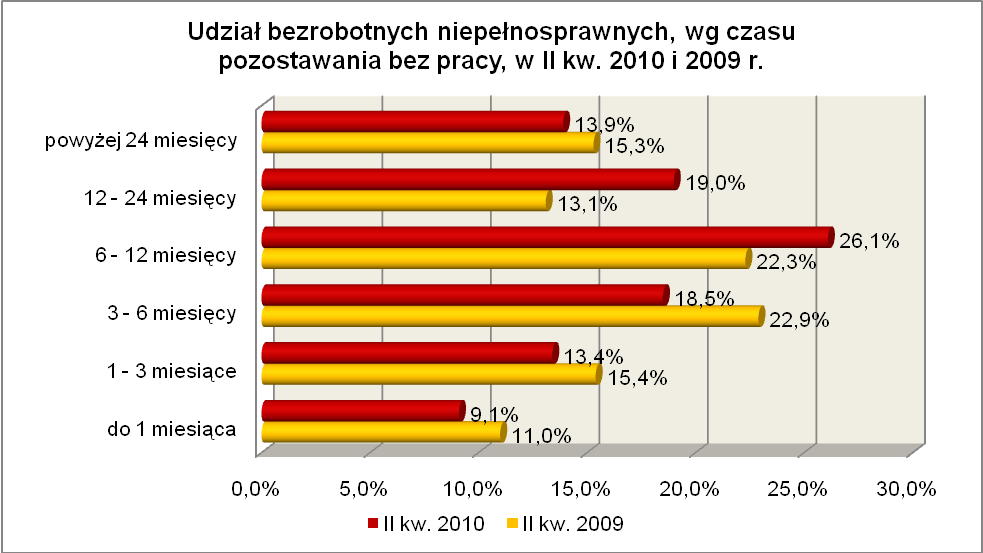 Udział bezrobotnych niepełnosprawnych, wg czasu
pozostawania bez pracy, w II kw. 2010 i 2009 r.
powyżej 24 miesięcy
13,9%
15,3%
12 - 24 miesięcy
19,0%
13,1%
6 - 12 miesięcy
26,1%
22,3%
3 - 6 miesięcy
18,5%
22,9%
1 - 3 miesiące
13,4%
15,4%
do 1 miesiąca
9,1%
11,0%
0,0% 5,0% 10,0% 15,0% 20,0% 25,0% 30,0%
II kw. 2010 II kw. 2009